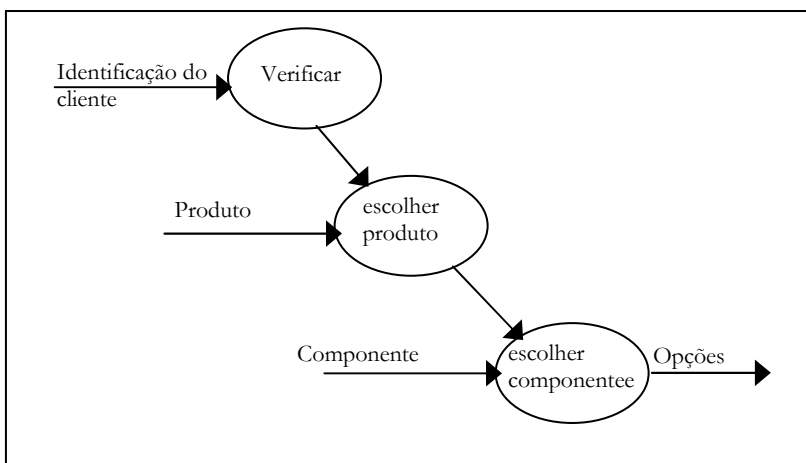 Identificação do
cliente
Verificar
Produto
escolher
produto
Componente
escolher
componentee
Opções